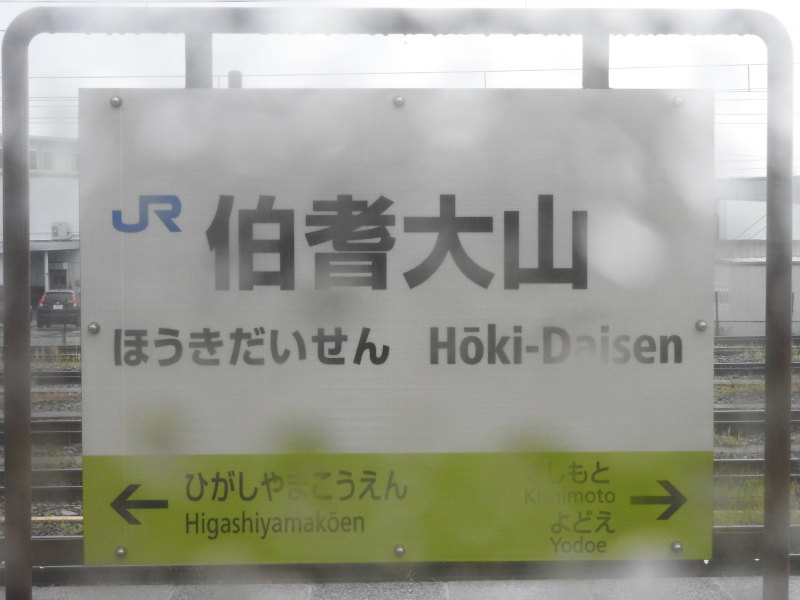 JR 伯耆大山
ほうきだいせん Hōki-Daisen
ひがしやまこうえん
Higashiyamakōen
しもと
Kishimoto
よどえ
Yodoe